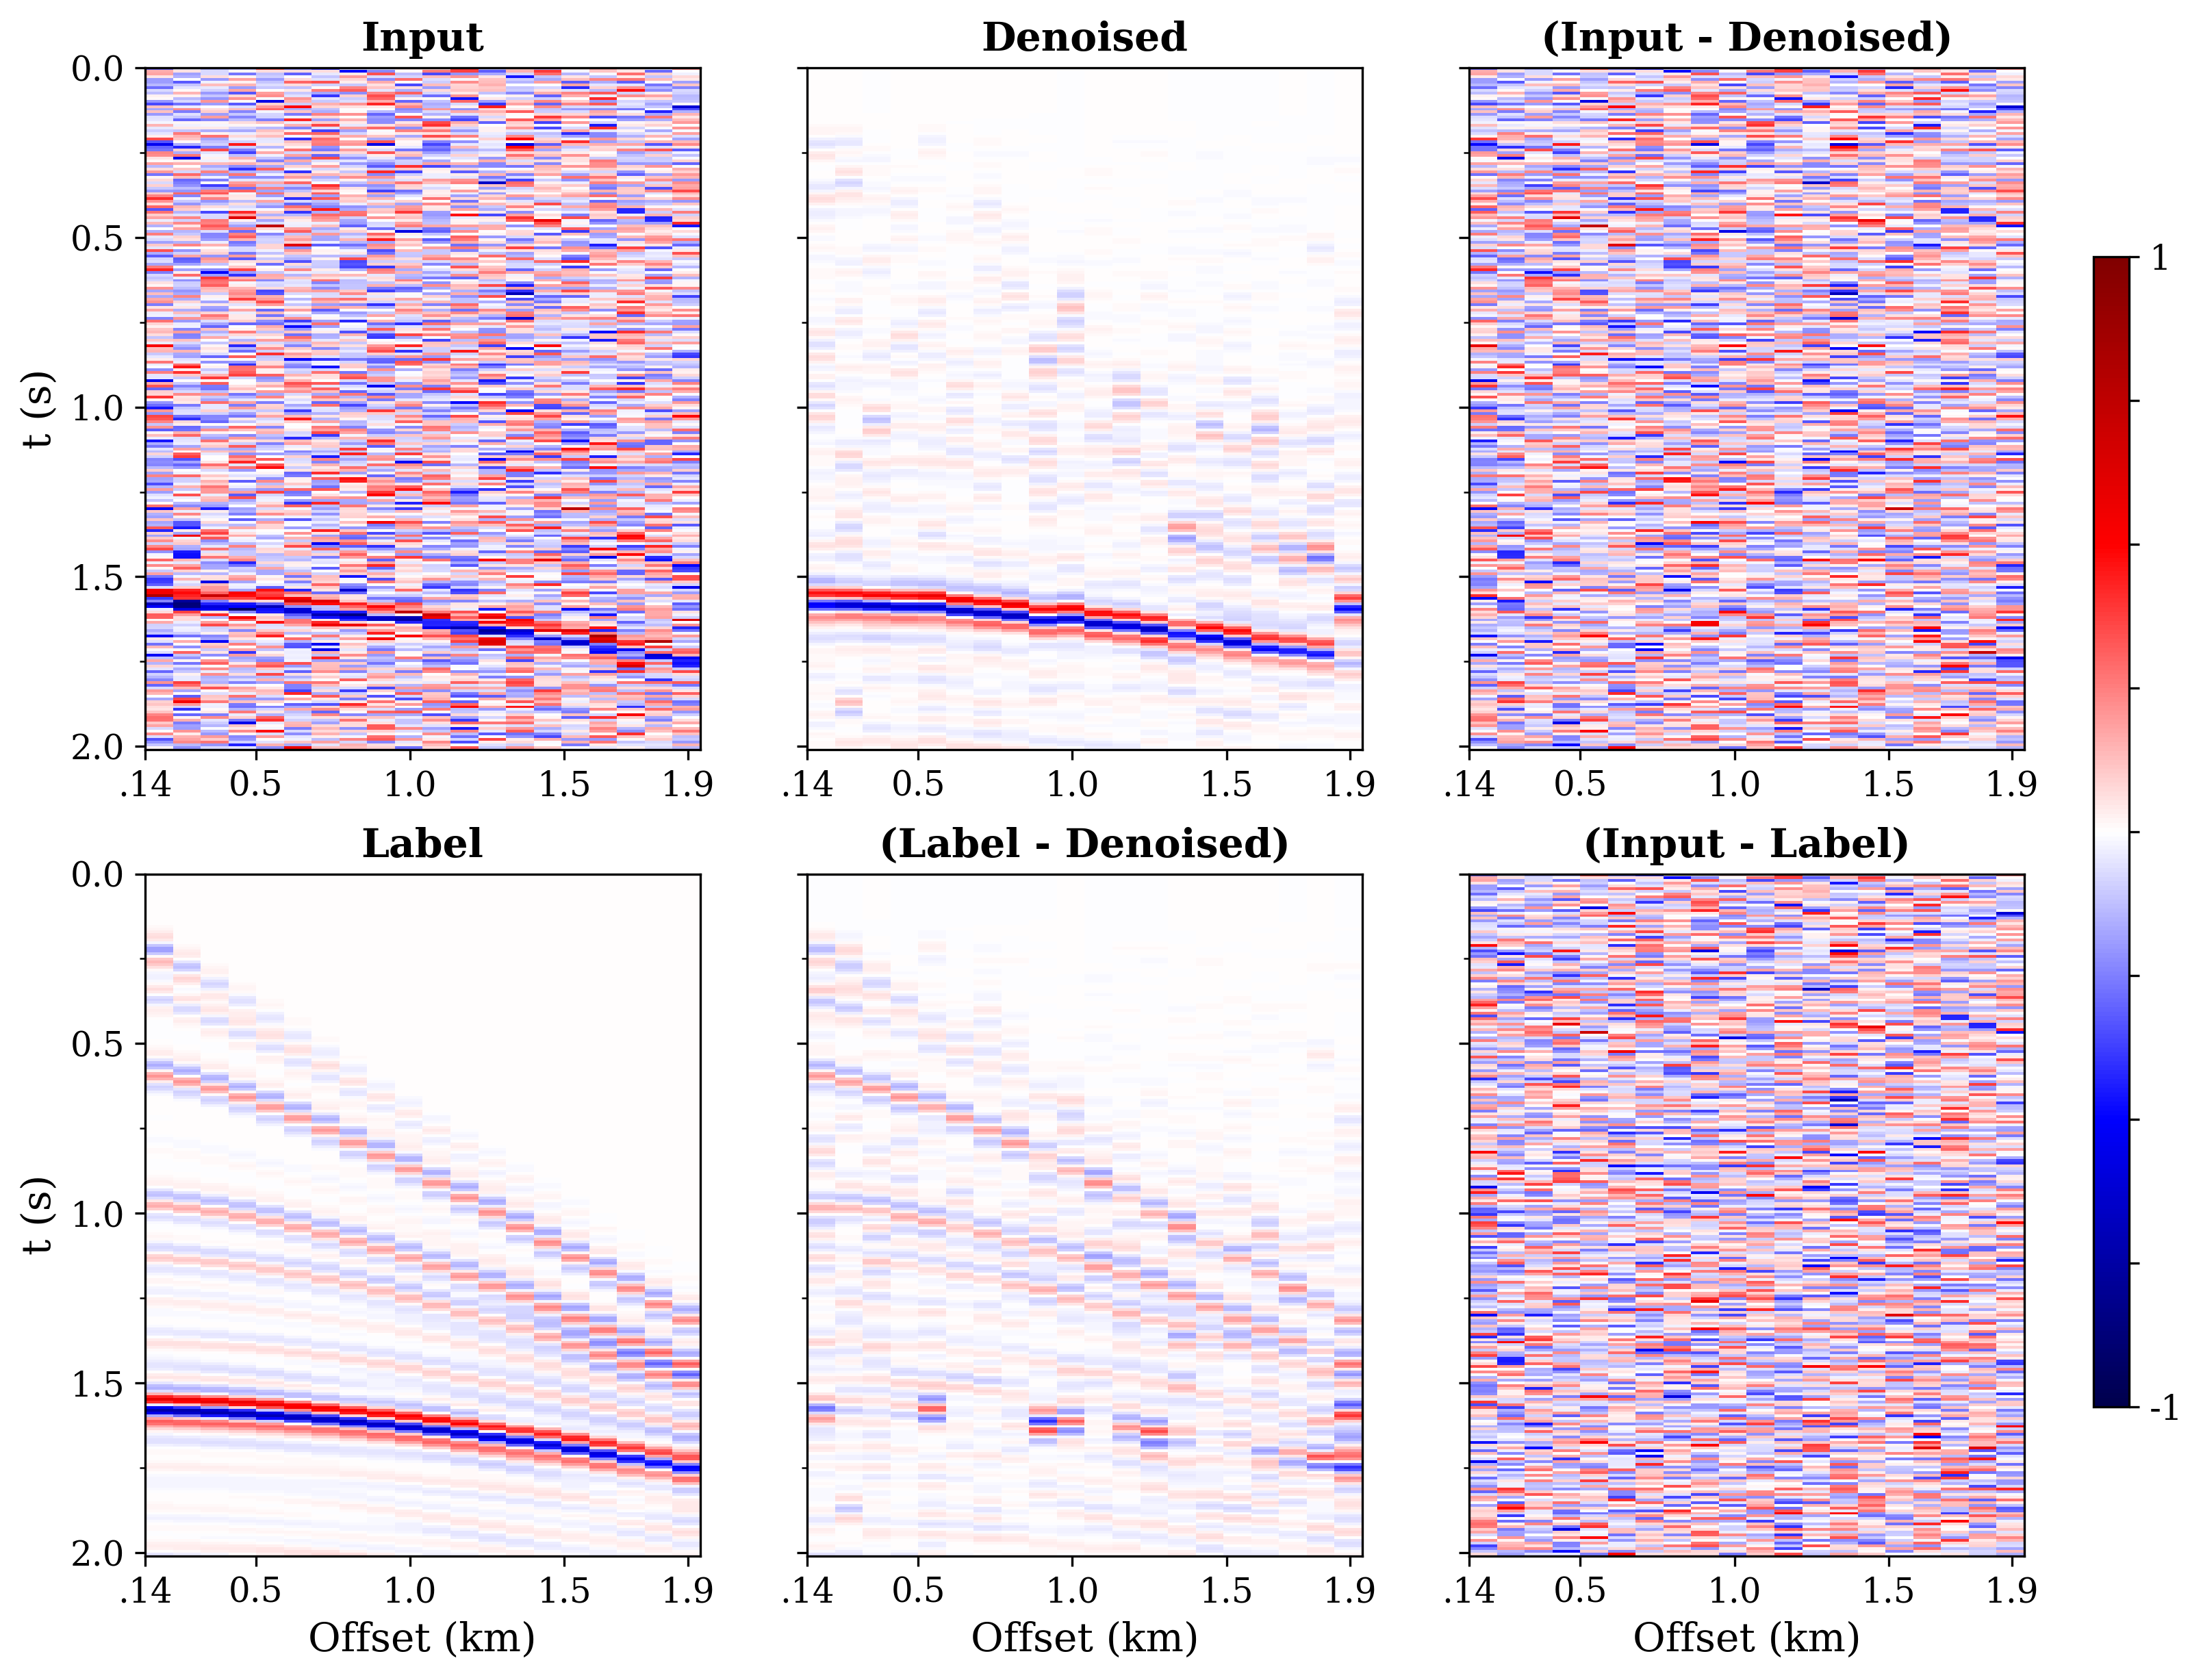 Input
Denoised
(Input - Denoised)
0.0
0.5
1.0
1.5
2.0
t (s)
.14 0.5 1.0 1.5 1.9
.14 0.5 1.0 1.5 1.9
.14 0.5 1.0 1.5 1.9
Label
(Label - Denoised)
(Input - Label)
0.0
0.5
1.0
1.5
2.0
t (s)
.14 0.5 1.0 1.5 1.9
.14 0.5 1.0 1.5 1.9
.14 0.5 1.0 1.5 1.9
Offset (km)
Offset (km)
Offset (km)
1
-1